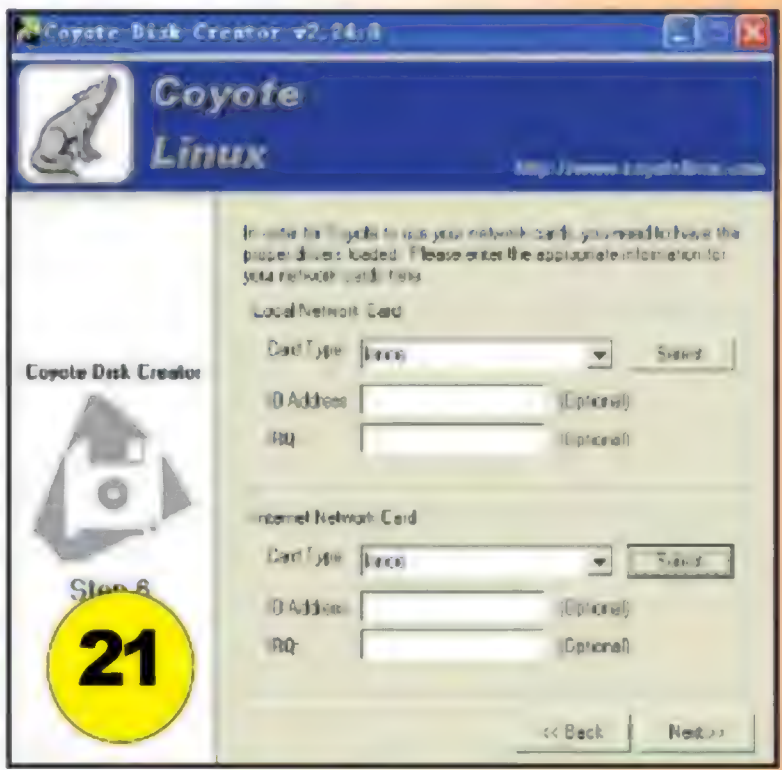 Coyote Disk Creator
Coyote
Linux
In order for Coyote to use your network cards, you need to have the
proper drivers loaded. Please enter the appropriate information for
your network cards here.
Local Network Card
Card Type
Select
IO Address
(Optional)
IRQ
(Optional)
Coyote Disk Creator
Internet Network Card
Card Type
Select
IO Address
(Optional)
IRQ
(Optional)
Step 6
21
<< Back
Next >>